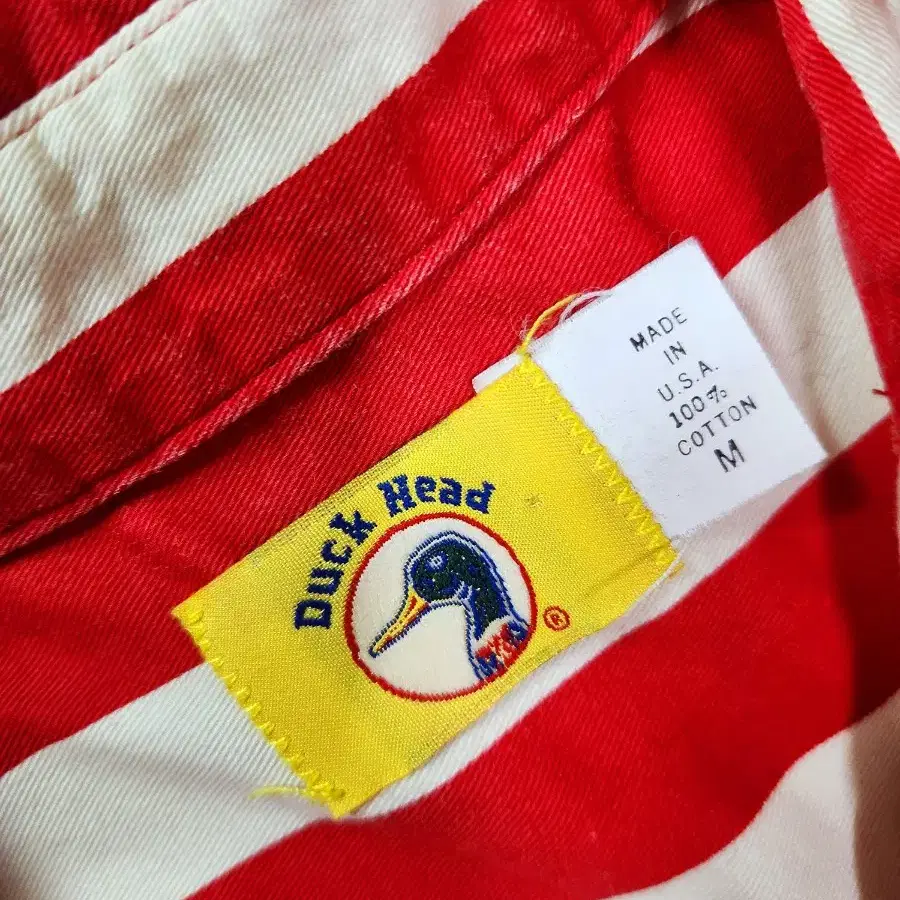 Duck Head
®
MADE
IN
U.S.A.
100%
COTTON
M